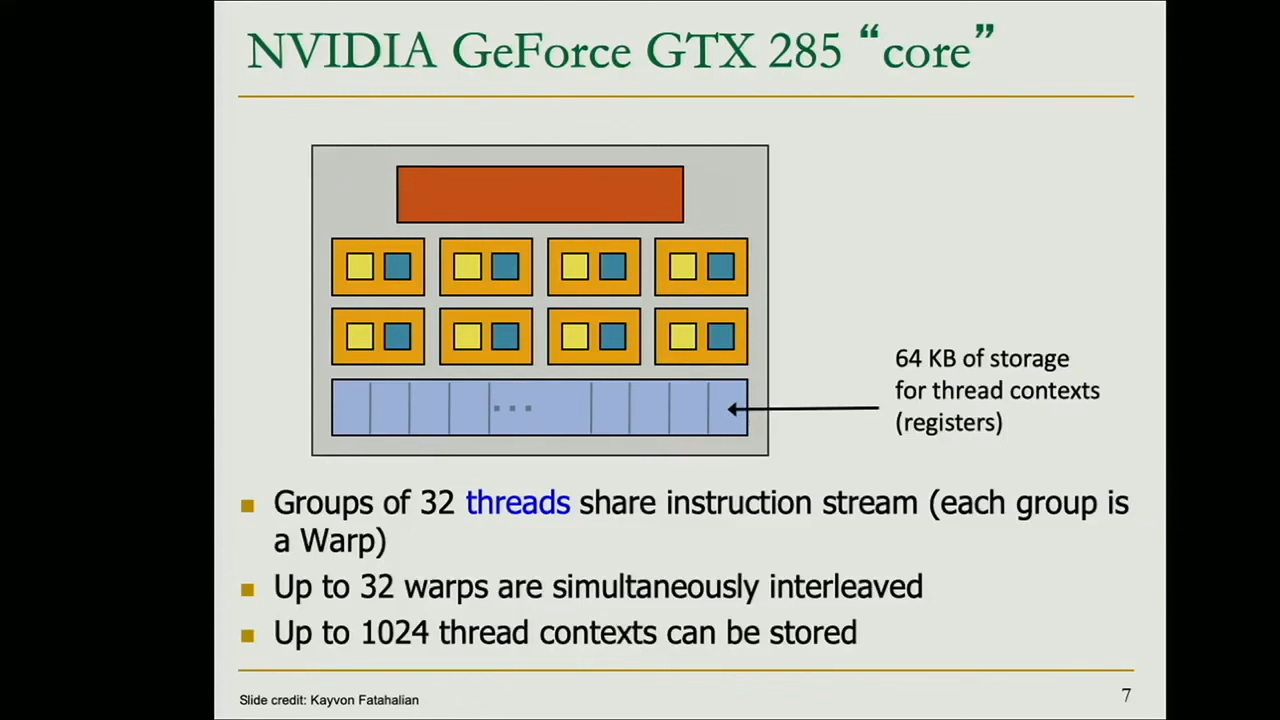 NVIDIA GeForce GTX 285 “core”
64 KB of storage
for thread contexts
(registers)
Groups of 32 threads share instruction stream (each group is
a Warp)
Up to 32 warps are simultaneously interleaved
Up to 1024 thread contexts can be stored
Slide credit: Kayvon Fatahalian
7